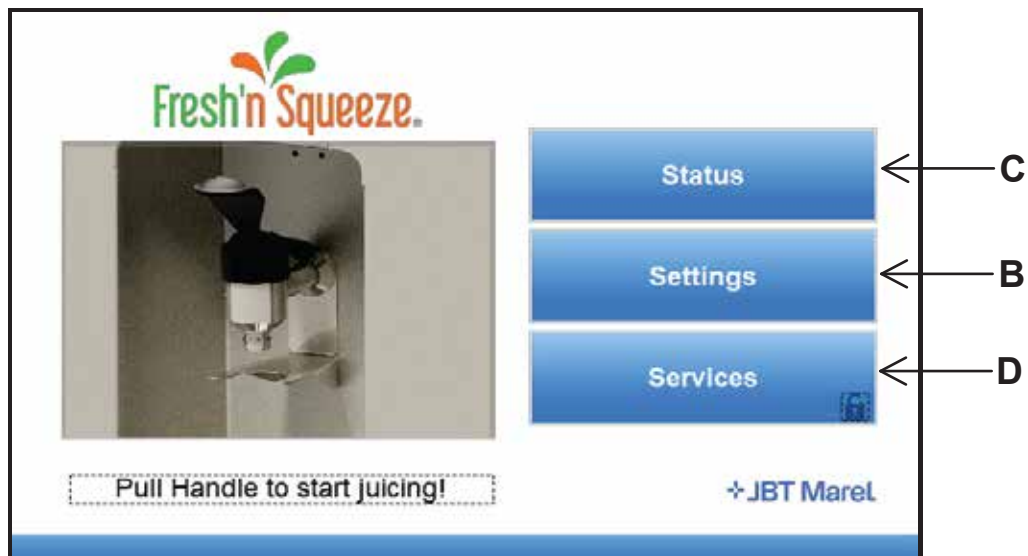 Fresh'n Squeeze®
Status
C
Settings
B
Services
D
Pull Handle to start juicing!
JBT Marel